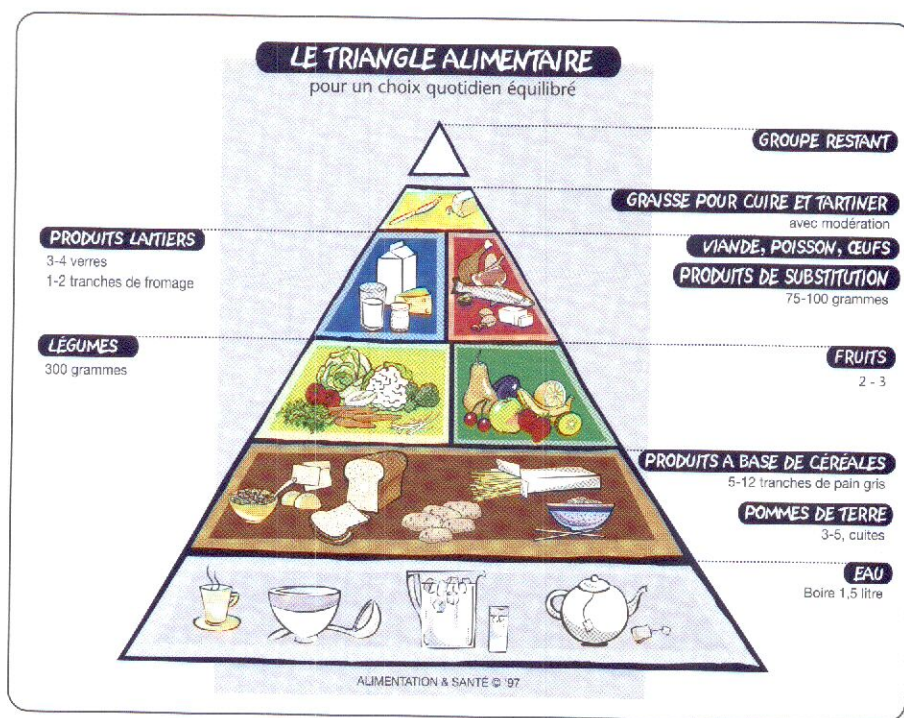 LE TRIANGLE ALIMENTAIRE
pour un choix quotidien équilibré
GROUPE RESTANT
GRAISSE POUR CUIRE ET TARTINER
avec modération
PRODUITS LAITIERS
3-4 verres
1-2 tranches de fromage
VIANDE, POISSON, ŒUFS
PRODUITS DE SUBSTITUTION
75-100 grammes
LÉGUMES
300 grammes
FRUITS
2 - 3
PRODUITS A BASE DE CÉRÉALES
5-12 tranches de pain gris
POMMES DE TERRE
3-5, cuites
EAU
Boire 1,5 litre
ALIMENTATION & SANTÉ © '97